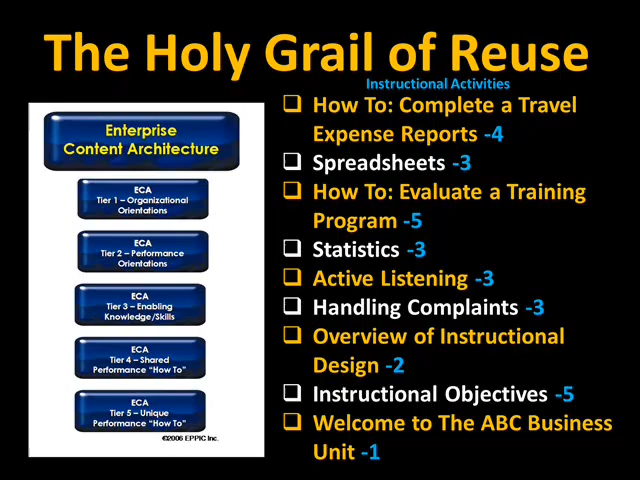 The Holy Grail of Reuse
Instructional Activities
Enterprise
Content Architecture
ECA
Tier 1 – Organizational
Orientations
ECA
Tier 2 – Performance
Orientations
ECA
Tier 3 – Enabling
Knowledge/Skills
ECA
Tier 4 – Shared
Performance “How To”
ECA
Tier 5 – Unique
Performance “How To”
©2006 EPPIC Inc.
How To: Complete a Travel
Expense Reports -4
Spreadsheets -3
How To: Evaluate a Training
Program -5
Statistics -3
Active Listening -3
Handling Complaints -3
Overview of Instructional
Design -2
Instructional Objectives -5
Welcome to The ABC Business
Unit -1